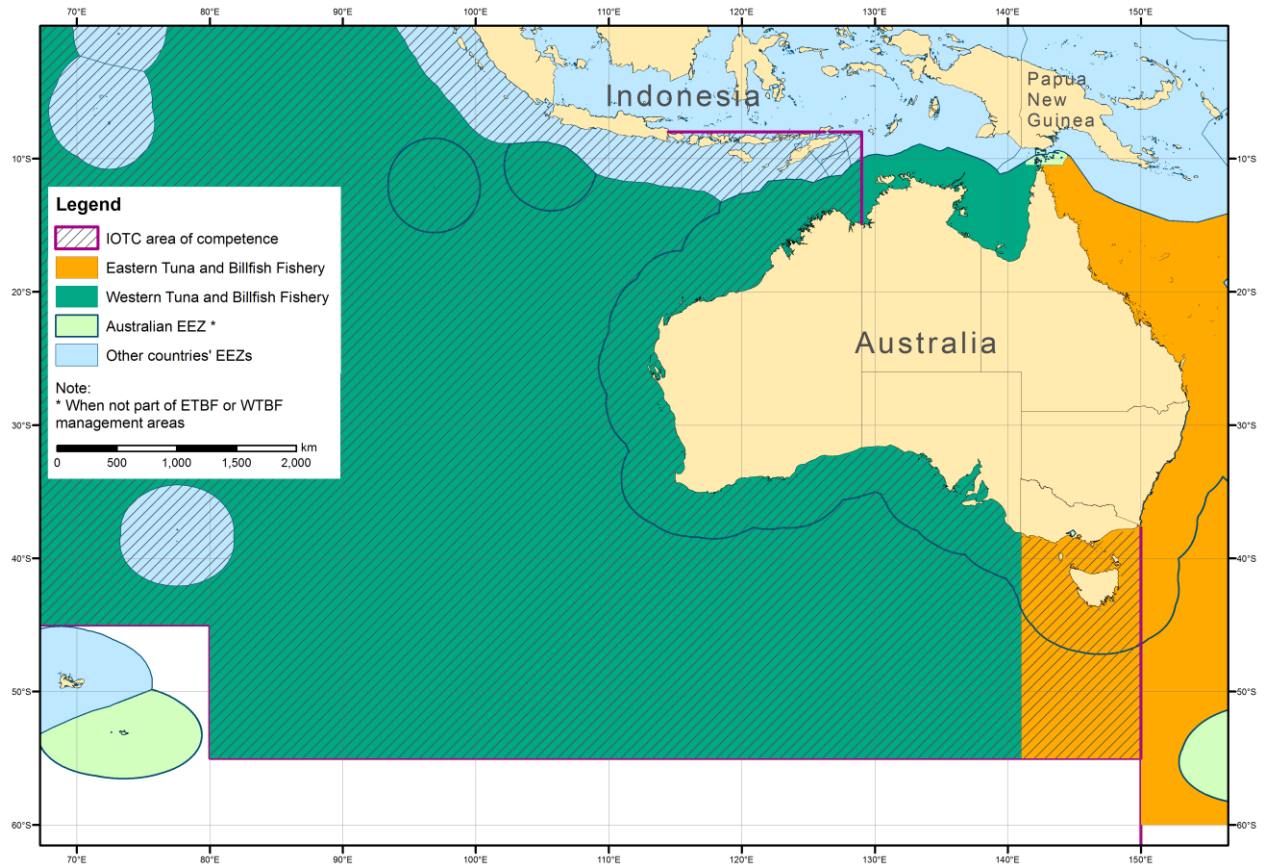 70°E 80°E 90°E 100°E 110°E 120°E 130°E 140°E 150°E
Indonesia
Papua
New
Guinea
10°S 10°S
Legend
IOTC area of competence
Eastern Tuna and Billfish Fishery
Western Tuna and Billfish Fishery
Australian EEZ *
Other countries' EEZs
Note:
* When not part of ETBF or WTBF
management areas
km
0 500 1,000 1,500 2,000
20°S 20°S
Australia
30°S 30°S
40°S 40°S
50°S 50°S
60°S 60°S
70°E 80°E 90°E 100°E 110°E 120°E 130°E 140°E 150°E